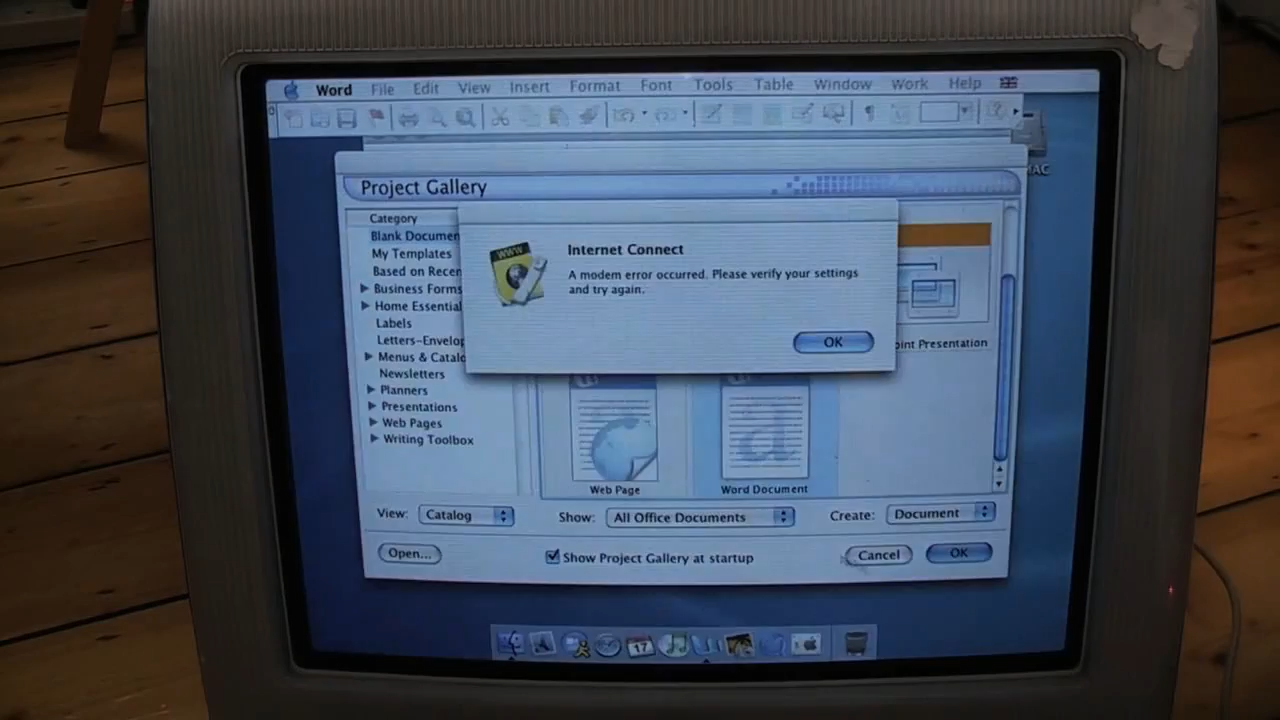 Word File Edit View Insert Format Font Tools Table Window Work Help
Project Gallery
Category
Blank Documen
My Templates
Based on Recen
Business Forms
Home Essential
Labels
Letters-Envelop
Menus & Catalo
Newsletters
Planners
Presentations
Web Pages
Writing Toolbox
WWW
Internet Connect
A modem error occurred. Please verify your settings
and try again.
OK
int Presentation
Web Page
Word Document
View: Catalog Show: All Office Documents Create: Document
Open... Show Project Gallery at startup Cancel OK
17